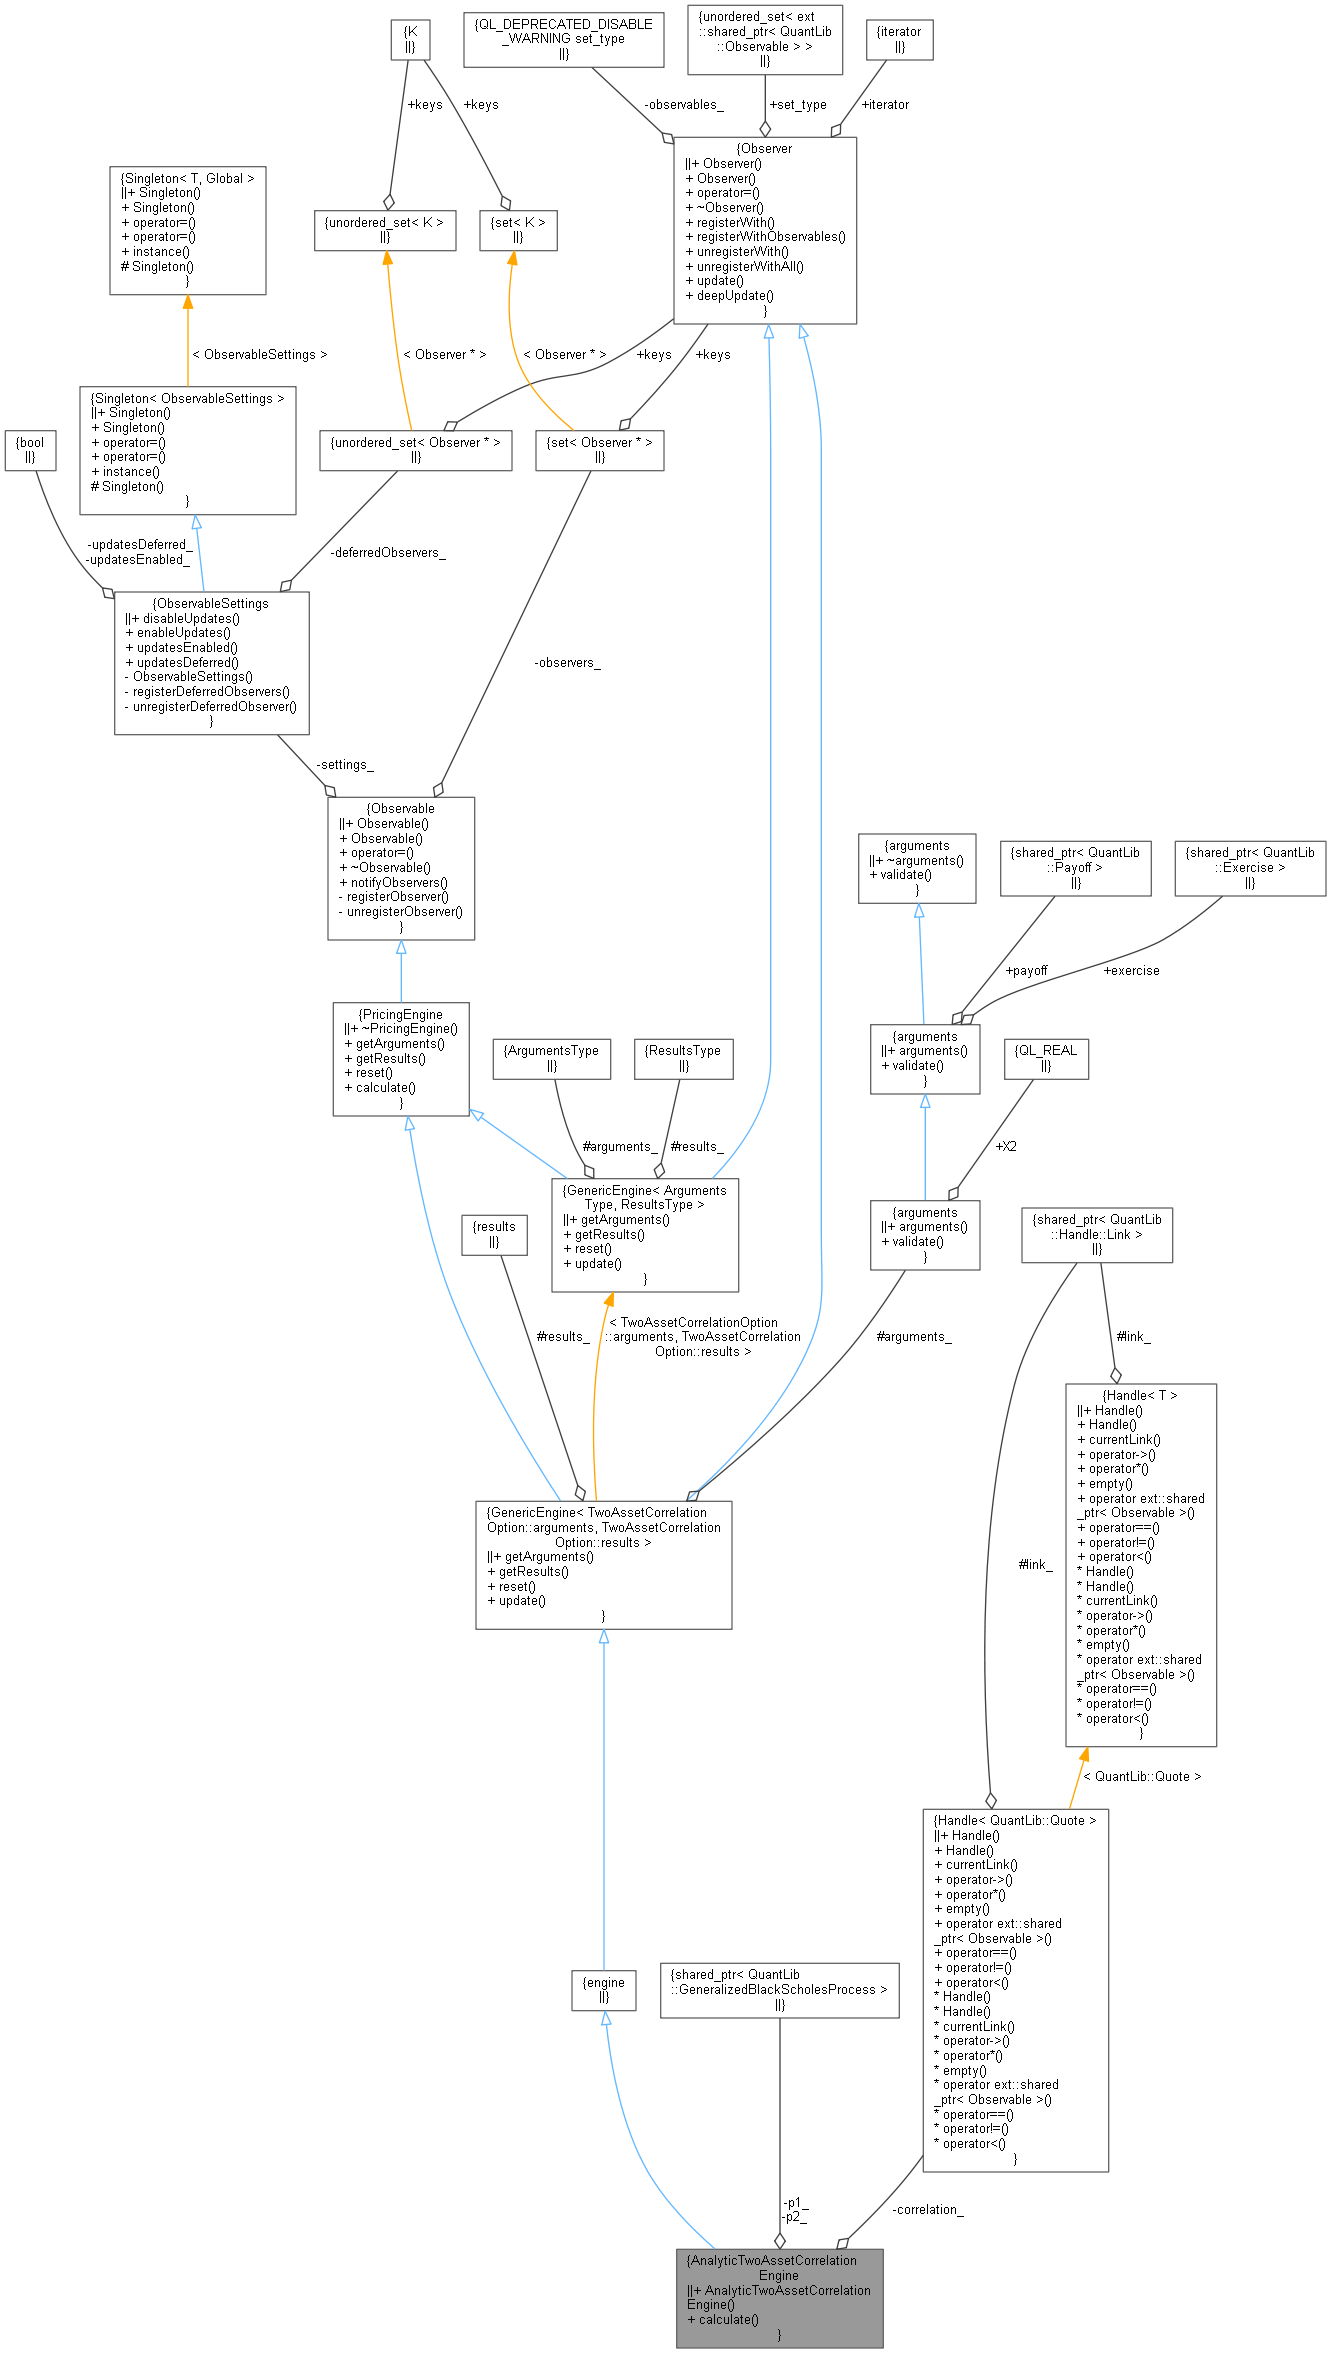 {K
||}
{QL_DEPRECATED_DISABLE
_WARNING set_type
||}
{unordered_set< ext
::shared_ptr< QuantLib
::Observable > >
||}
{iterator
||}
+keys
+keys
-observables_
+set_type
+iterator
{Singleton< T, Global >
||+ Singleton()
+ Singleton()
+ operator=()
+ operator=()
+ instance()
# Singleton()
}
{unordered_set< K >
||}
{set< K >
||}
{Observer
||+ Observer()
+ Observer()
+ operator=()
+ ~Observer()
+ registerWith()
+ registerWithObservables()
+ unregisterWith()
+ unregisterWithAll()
+ update()
+ deepUpdate()
}
< ObservableSettings >
< Observer * >
< Observer * >
+keys
+keys
{Singleton< ObservableSettings >
||+ Singleton()
+ Singleton()
+ operator=()
+ operator=()
+ instance()
# Singleton()
}
{bool
||}
{unordered_set< Observer * >
||}
{set< Observer * >
||}
-updatesDeferred_
-updatesEnabled_
-deferredObservers_
{ObservableSettings
||+ disableUpdates()
+ enableUpdates()
+ updatesEnabled()
+ updatesDeferred()
- ObservableSettings()
- registerDeferredObservers()
- unregisterDeferredObserver()
}
-observers_
-settings_
{Observable
||+ Observable()
+ Observable()
+ operator=()
+ ~Observable()
+ notifyObservers()
- registerObserver()
- unregisterObserver()
}
{arguments
||+ ~arguments()
+ validate()
}
{shared_ptr< QuantLib
::Payoff >
||}
{shared_ptr< QuantLib
::Exercise >
||}
+payoff
+exercise
{PricingEngine
||+ ~PricingEngine()
+ getArguments()
+ getResults()
+ reset()
+ calculate()
}
{ArgumentsType
||}
{ResultsType
||}
{arguments
||+ arguments()
+ validate()
}
{QL_REAL
||}
#arguments_
#results_
+X2
{GenericEngine< Arguments
Type, ResultsType >
||+ getArguments()
+ getResults()
+ reset()
+ update()
}
{results
||}
{arguments
||+ arguments()
+ validate()
}
{shared_ptr< QuantLib
::Handle::Link >
||}
#results_
< TwoAssetCorrelationOption
::arguments, TwoAssetCorrelation
Option::results >
#arguments_
#link_
{Handle< T >
||+ Handle()
+ Handle()
+ currentLink()
+ operator->()
+ operator*()
+ empty()
+ operator ext::shared
_ptr< Observable >()
+ operator==()
+ operator!=()
+ operator<()
* Handle()
* Handle()
* currentLink()
* operator->()
* operator*()
* empty()
* operator ext::shared
_ptr< Observable >()
* operator==()
* operator!=()
* operator<()
}
{GenericEngine< TwoAssetCorrelation
Option::arguments, TwoAssetCorrelation
Option::results >
||+ getArguments()
+ getResults()
+ reset()
+ update()
}
#link_
< QuantLib::Quote >
{Handle< QuantLib::Quote >
||+ Handle()
+ Handle()
+ currentLink()
+ operator->()
+ operator*()
+ empty()
+ operator ext::shared
_ptr< Observable >()
+ operator==()
+ operator!=()
+ operator<()
* Handle()
* Handle()
* currentLink()
* operator->()
* operator*()
* empty()
* operator ext::shared
_ptr< Observable >()
* operator==()
* operator!=()
* operator<()
}
{engine
||}
{shared_ptr< QuantLib
::GeneralizedBlackScholesProcess >
||}
-p1_
-p2_
-correlation_
{AnalyticTwoAssetCorrelation
Engine
||+ AnalyticTwoAssetCorrelation
Engine()
+ calculate()
}